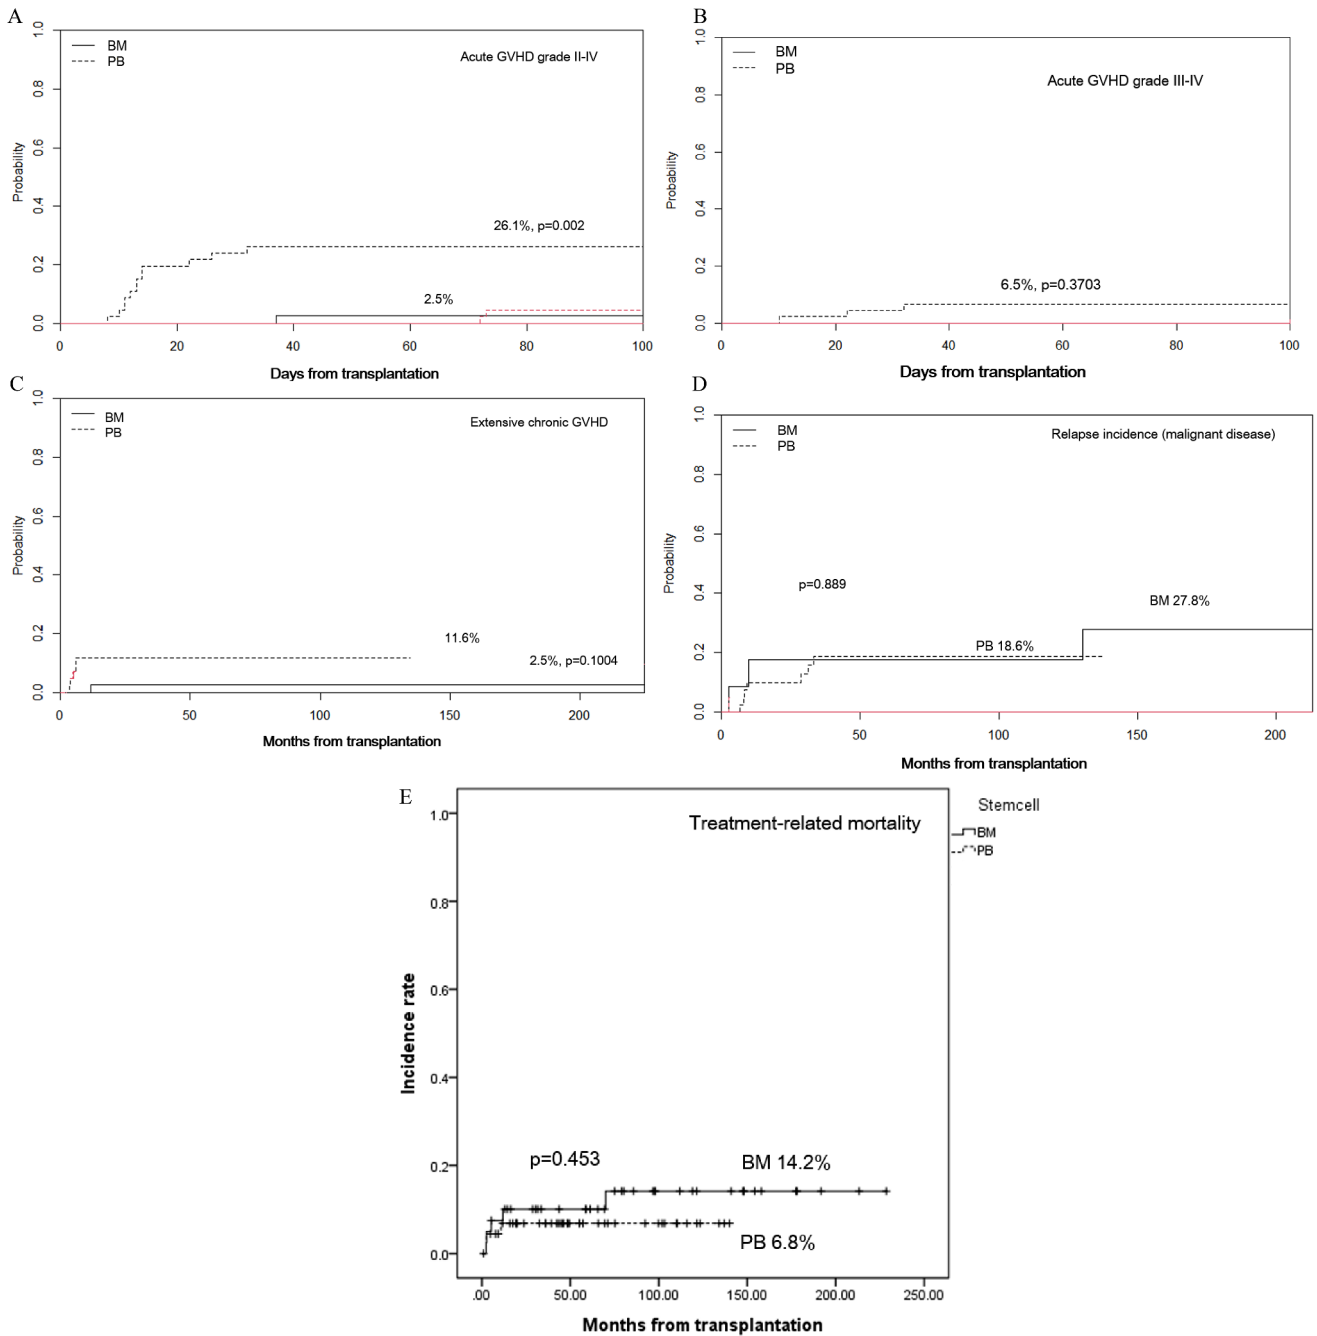 A
1.0
0.8
0.6
0.4
0.2
0.0
Probability
BM
PB
Acute GVHD grade II-IV
26.1%, p=0.002
2.5%
0 20 40 60 80 100
Days from transplantation
B
1.0
0.8
0.6
0.4
0.2
0.0
Probability
BM
PB
Acute GVHD grade III-IV
6.5%, p=0.3703
0 20 40 60 80 100
Days from transplantation
C
1.0
0.8
0.6
0.4
0.2
0.0
Probability
BM
PB
Extensive chronic GVHD
11.6%
2.5%, p=0.1004
0 50 100 150 200
Months from transplantation
D
1.0
0.8
0.6
0.4
0.2
0.0
Probability
BM
PB
Relapse incidence (malignant disease)
p=0.889
BM 27.8%
PB 18.6%
0 50 100 150 200
Months from transplantation
E
1.0
0.8
0.6
0.4
0.2
0.0
Incidence rate
Treatment-related mortality
Stemcell
BM
PB
p=0.453
BM 14.2%
PB 6.8%
.00 50.00 100.00 150.00 200.00 250.00
Months from transplantation